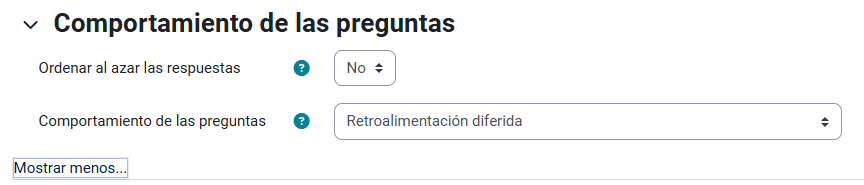 Comportamiento de las preguntas
Ordenar al azar las respuestas ? No
Comportamiento de las preguntas ? Retroalimentación diferida
Mostrar menos...